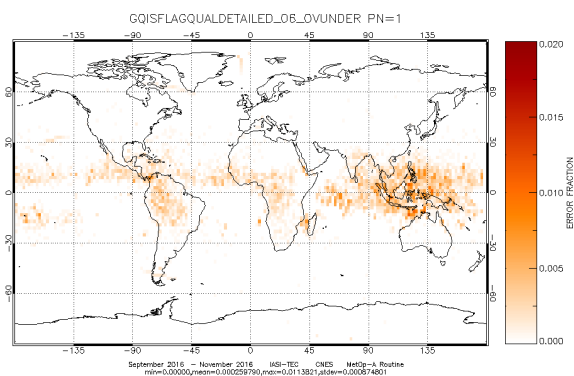 GQISFLAGQUALDETAILED_06_OVUNDER PN=1
-135 -90 -45 0 45 90 135
60 60
30 30
0 0
-30 -30
-60 -60
-135 -90 -45 0 45 90 135
0.020
0.015
0.010
0.005
0.000
ERROR FRACTION
September 2016 - November 2016 IASI-TEC CNES MetOp-A Routine
min=0.00000,mean=0.000259790,max=0.0113821,stdev=0.000874801